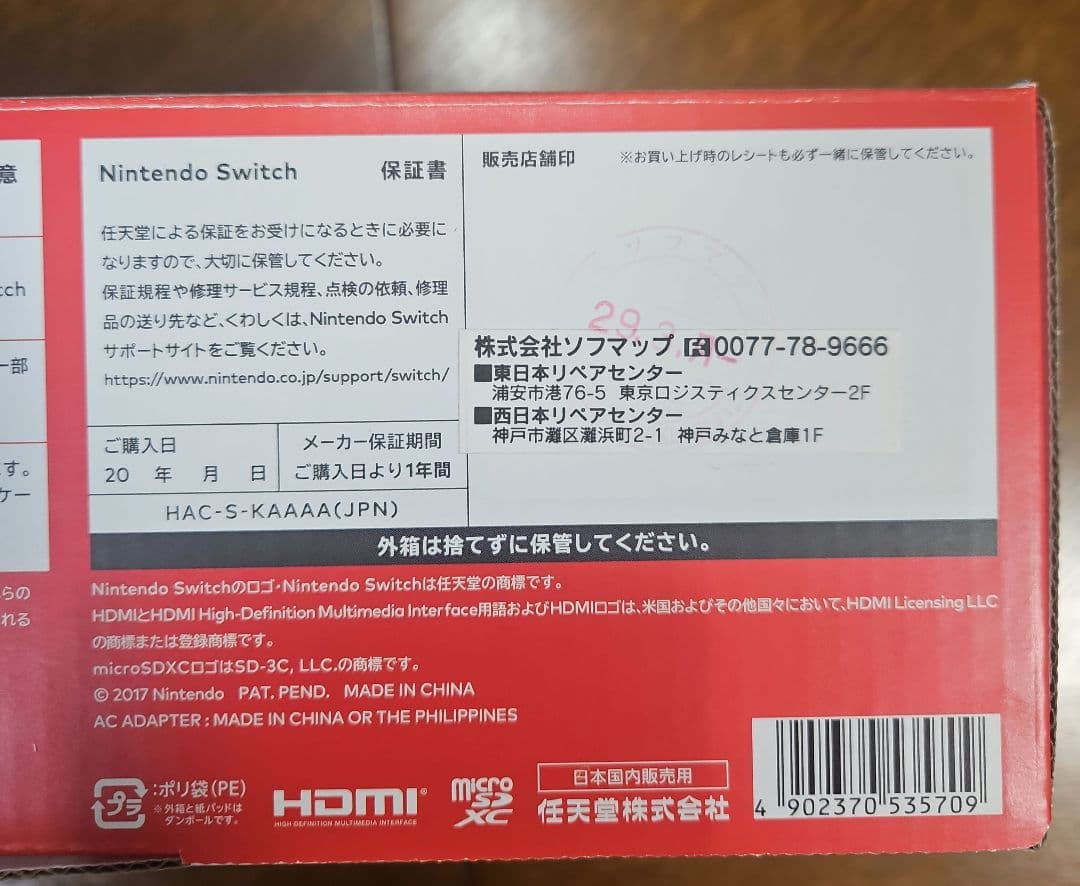 意
tch
一部
ます。
ケー
らの
れる
Nintendo Switch 保証書
任天堂による保証をお受けになるときに必要に
なりますので、大切に保管してください。
保証規程や修理サービス規程、点検の依頼、修理
品の送り先など、くわしくは、Nintendo Switch
サポートサイトをご覧ください。
https://www.nintendo.co.jp/support/switch/
ご購入日
20 年 月 日
メーカー保証期間
ご購入日より1年間
HAC-S-KAAAA(JPN)
販売店舗印 ※お買い上げ時のレシートも必ず一緒に保管してください。
ソフマ
29.3.
株式会社ソフマップ 0077-78-9666
■東日本リペアセンター
浦安市港76-5 東京ロジスティクスセンター2F
■西日本リペアセンター
神戸市灘区灘浜町2-1 神戸みなと倉庫1F
外箱は捨てずに保管してください。
Nintendo Switchのロゴ・Nintendo Switchは任天堂の商標です。
HDMIとHDMI High-Definition Multimedia Interface用語およびHDMIロゴは、米国およびその他国々において、HDMI Licensing LLC
の商標または登録商標です。
microSDXCロゴはSD-3C, LLC.の商標です。
© 2017 Nintendo PAT. PEND. MADE IN CHINA
AC ADAPTER : MADE IN CHINA OR THE PHILIPPINES
プラ
:ポリ袋(PE)
※外箱と紙パッドは
ダンボールです。
HDMI®
HIGH-DEFINITION MULTIMEDIA INTERFACE
micro
SD
XC
日本国内販売用
任天堂株式会社
4 902370 535709